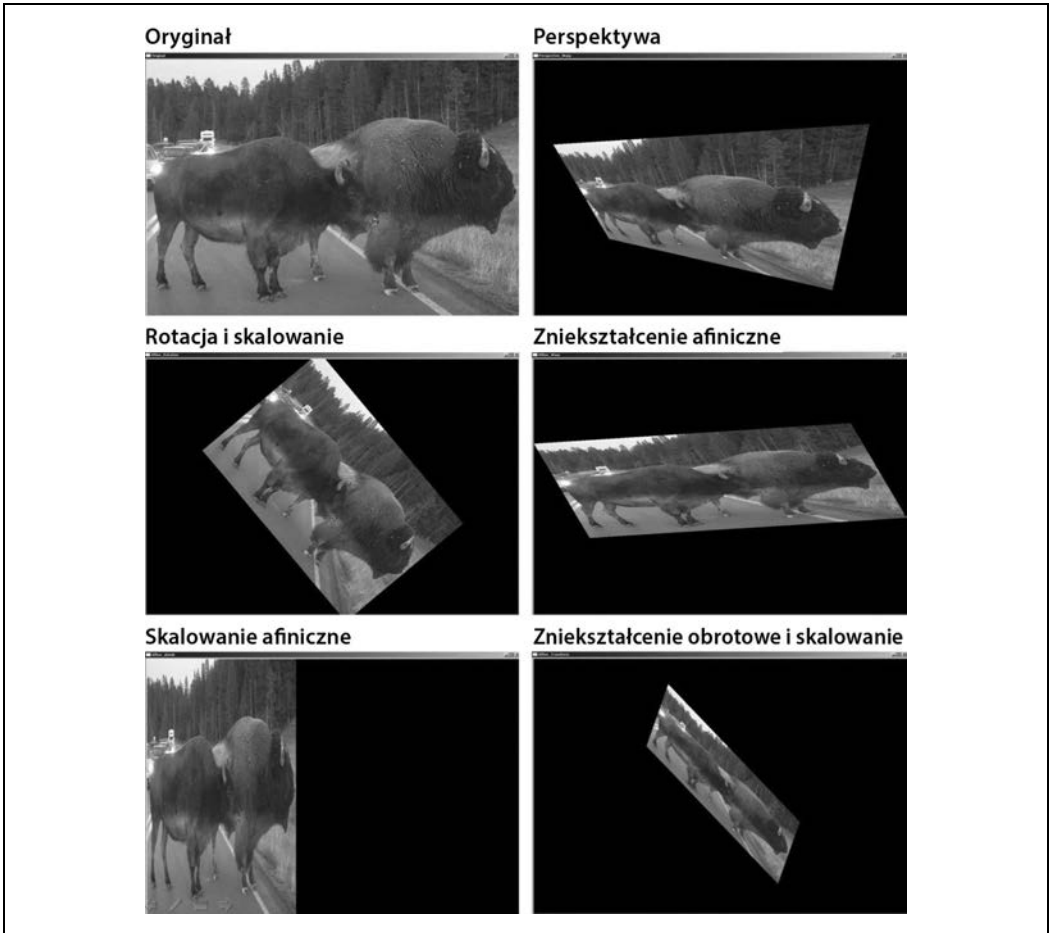 Oryginał
Perspektywa
Rotacja i skalowanie
Zniekształcenie afiniczne
Skalowanie afiniczne
Zniekształcenie obrotowe i skalowanie